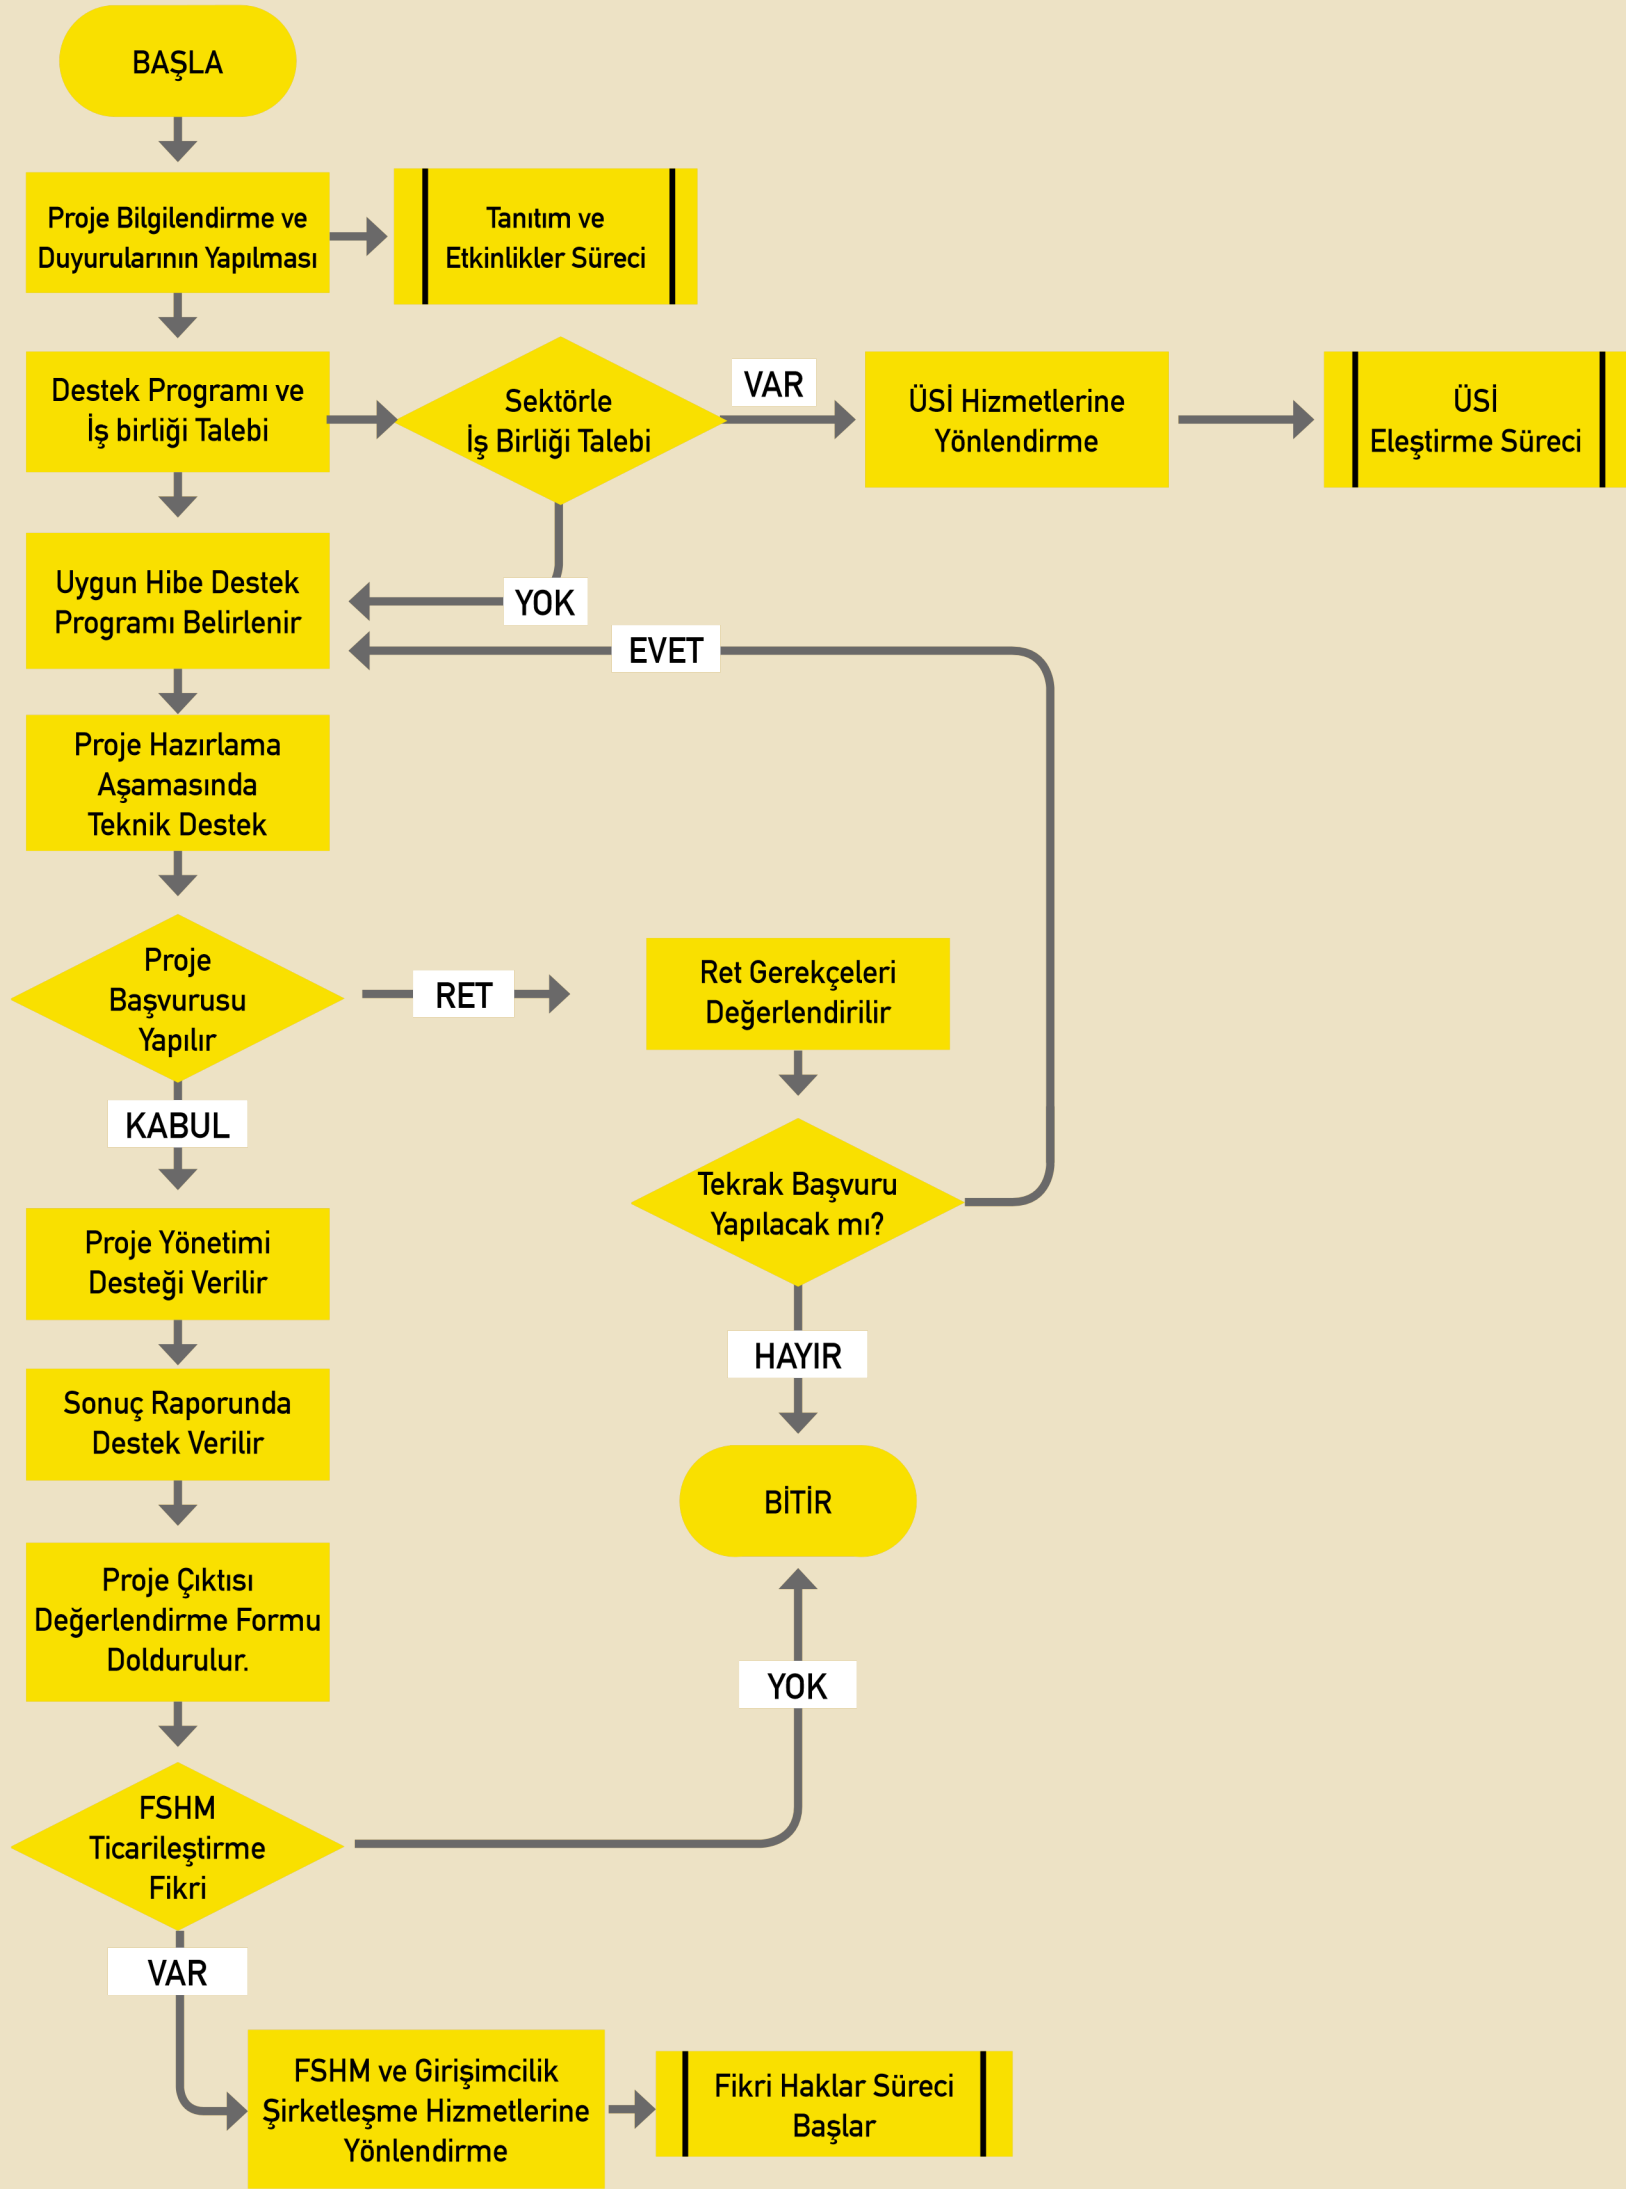 BAŞLA
Proje Bilgilendirme ve
Duyurularının Yapılması
Tanıtım ve
Etkinlikler Süreci
Destek Programı ve
İş birliği Talebi
Sektörle
İş Birliği Talebi
VAR
ÜSİ Hizmetlerine
Yönlendirme
ÜSİ
Eleştirme Süreci
Uygun Hibe Destek
Programı Belirlenir
YOK
EVET
Proje Hazırlama
Aşamasında
Teknik Destek
Proje
Başvurusu
Yapılır
RET
Ret Gerekçeleri
Değerlendirilir
KABUL
Tekrak Başvuru
Yapılacak mı?
Proje Yönetimi
Desteği Verilir
HAYIR
Sonuç Raporunda
Destek Verilir
BİTİR
Proje Çıktısı
Değerlendirme Formu
Doldurulur.
YOK
FSHM
Ticarileştirme
Fikri
VAR
FSHM ve Girişimcilik
Şirketleşme Hizmetlerine
Yönlendirme
Fikri Haklar Süreci
Başlar